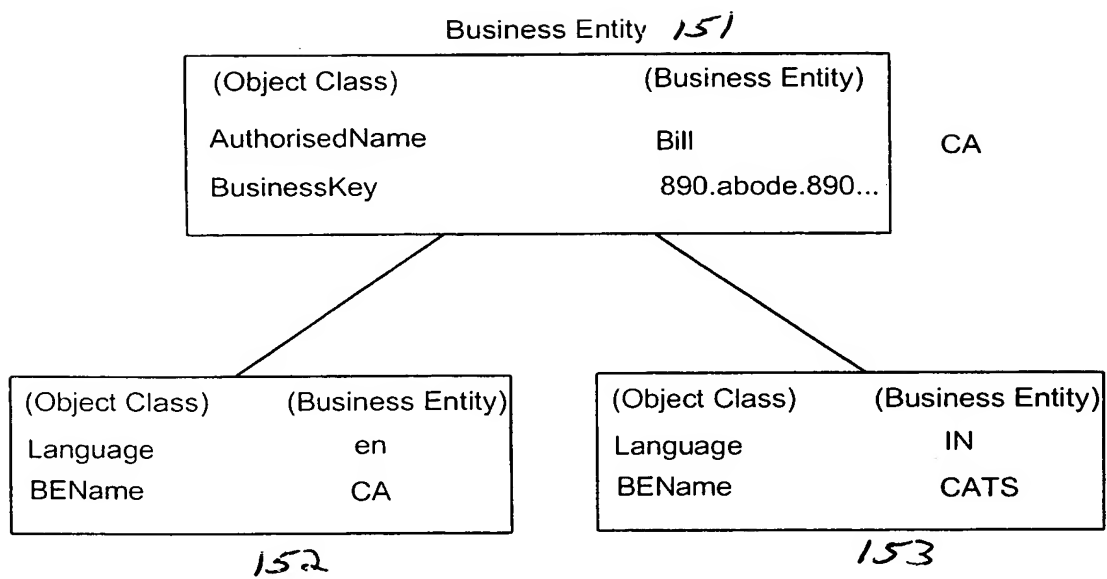 Business Entity 151
(Object Class) (Business Entity)
AuthorisedName Bill
CA
BusinessKey 890.abode.890...
(Object Class) (Business Entity)
Language en
BEName CA
152
(Object Class) (Business Entity)
Language IN
BEName CATS
153